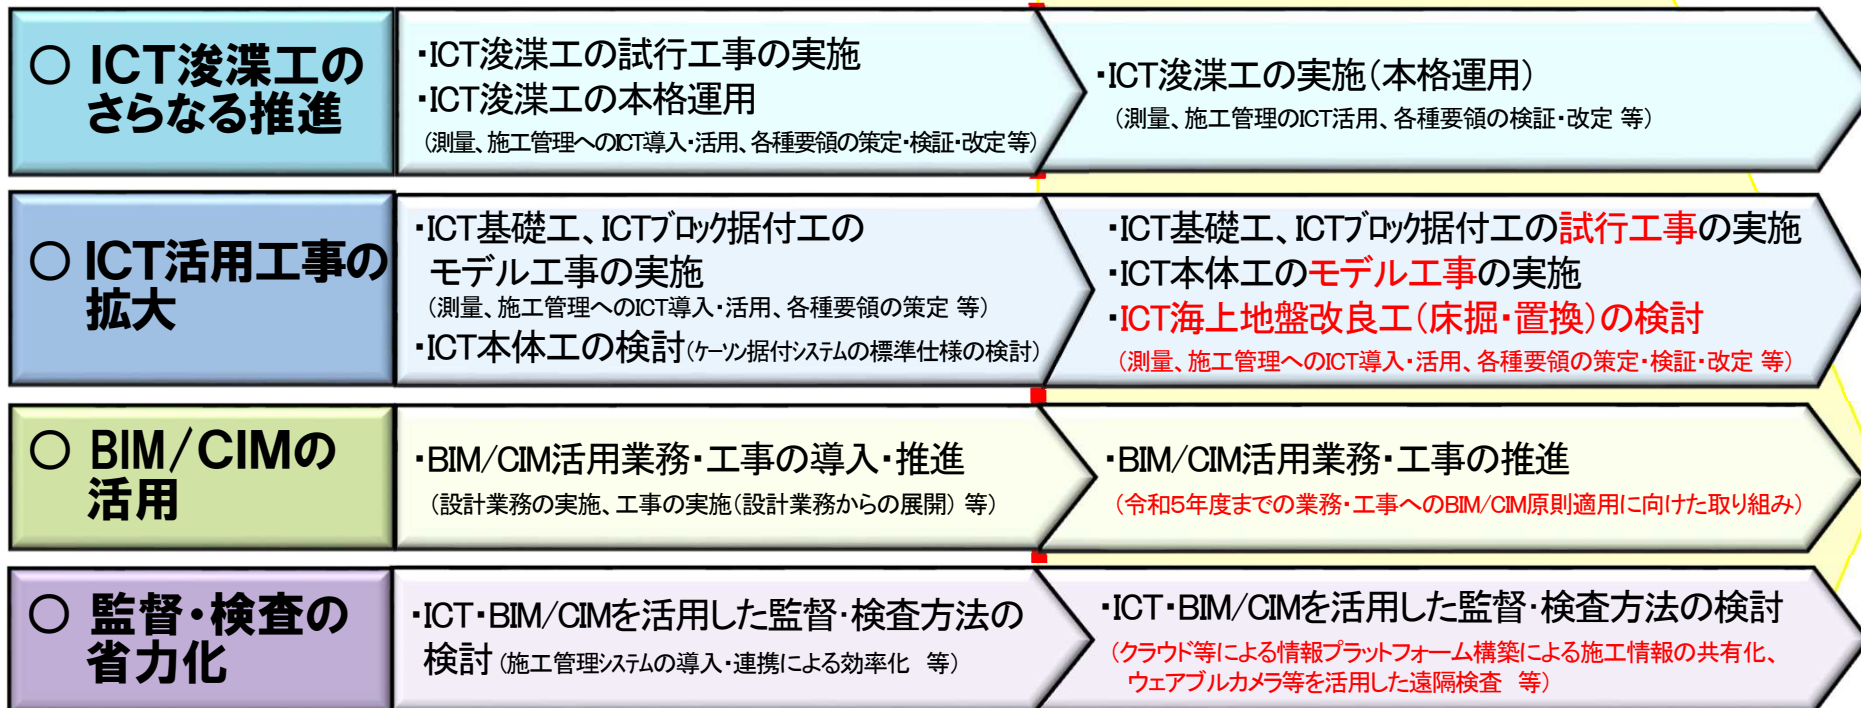 ○ ICT浚渫工の
さらなる推進
・ICT浚渫工の試行工事の実施
・ICT浚渫工の本格運用
(測量、施工管理へのICT導入・活用、各種要領の策定・検証・改定等)
・ICT浚渫工の実施(本格運用)
(測量、施工管理のICT活用、各種要領の検証・改定 等)
○ ICT活用工事の
拡大
・ICT基礎工、ICTブロック据付工の
モデル工事の実施
(測量、施工管理へのICT導入・活用、各種要領の策定 等)
・ICT本体工の検討(ケーソン据付システムの標準仕様の検討)
・ICT基礎工、ICTブロック据付工の試行工事の実施
・ICT本体工のモデル工事の実施
・ICT海上地盤改良工(床掘・置換)の検討
(測量、施工管理へのICT導入・活用、各種要領の策定・検証・改定 等)
○ BIM/CIMの
活用
・BIM/CIM活用業務・工事の導入・推進
(設計業務の実施、工事の実施(設計業務からの展開) 等)
・BIM/CIM活用業務・工事の推進
(令和5年度までの業務・工事へのBIM/CIM原則適用に向けた取り組み)
○ 監督・検査の
省力化
・ICT・BIM/CIMを活用した監督・検査方法の
検討(施工管理システムの導入・連携による効率化 等)
・ICT・BIM/CIMを活用した監督・検査方法の検討
(クラウド等による情報プラットフォーム構築による施工情報の共有化、
ウェアブルカメラ等を活用した遠隔検査 等)